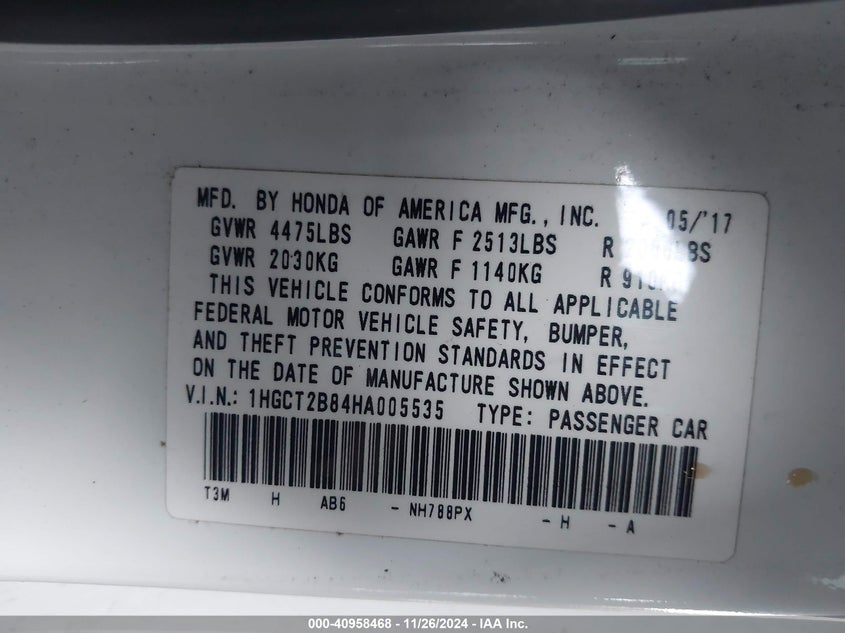 MFD. BY HONDA OF AMERICA MFG., INC. 05/'17
GVWR 4475LBS GAWR F 2513LBS R
GVWR 2030KG GAWR F 1140KG R
THIS VEHICLE CONFORMS TO ALL APPLICABLE
FEDERAL MOTOR VEHICLE SAFETY, BUMPER,
AND THEFT PREVENTION STANDARDS IN EFFECT
ON THE DATE OF MANUFACTURE SHOWN ABOVE.
V.I.N.: 1HGCT2B84HA005535 TYPE: PASSENGER CAR
T3M H AB6 - NH788PX - H - A
000-40958468 - 11/26/2024 - IAA Inc.